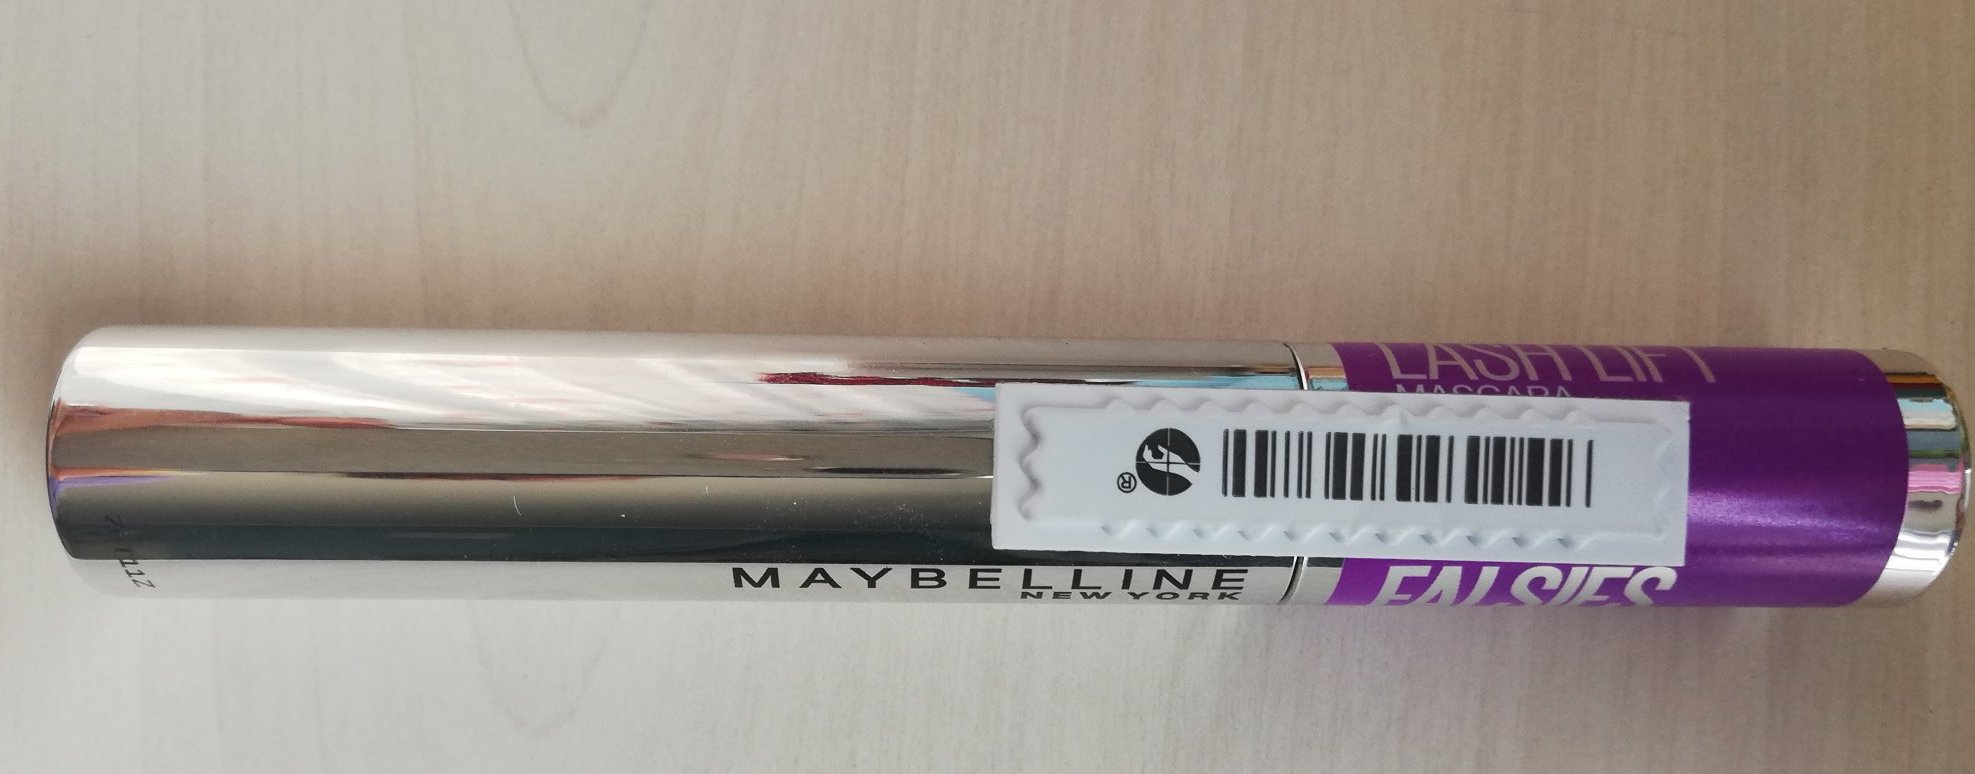 LASH LIFT
MASCARA
®
MAYBELLINE
NEW YORK
FALSIES